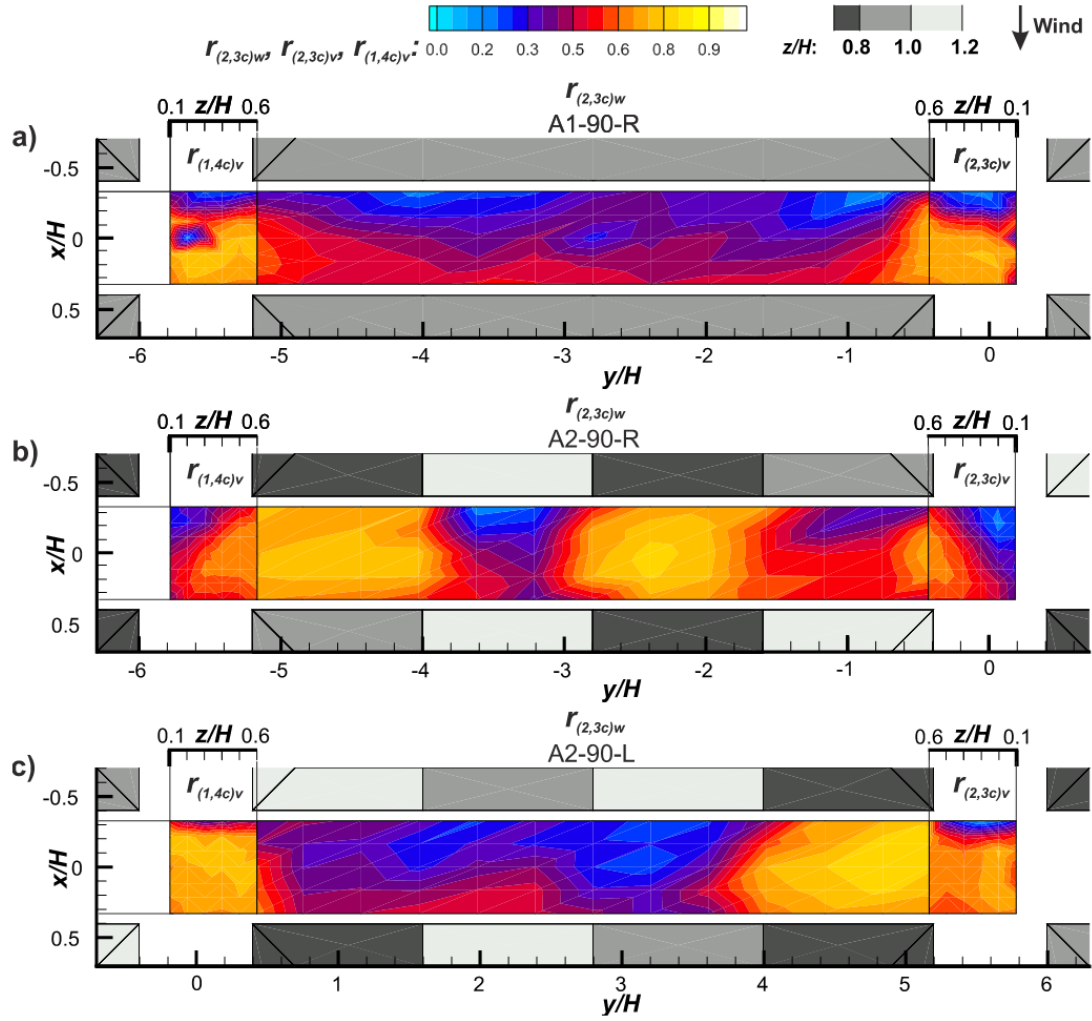 r(2,3c)w, r(2,3c)v, r(1,4c)v:
0.0 0.2 0.3 0.5 0.6 0.8 0.9
z/H: 0.8 1.0 1.2
Wind
a)
0.1 z/H 0.6
r(2,3c)w
A1-90-R
0.6 z/H 0.1
r(1,4c)v
r(2,3c)v
x/H
-0.5
0
0.5
-6 -5 -4 -3 -2 -1 0
y/H
b)
0.1 z/H 0.6
r(2,3c)w
A2-90-R
0.6 z/H 0.1
r(1,4c)v
r(2,3c)v
x/H
-0.5
0
0.5
-6 -5 -4 -3 -2 -1 0
y/H
c)
0.1 z/H 0.6
r(2,3c)w
A2-90-L
0.6 z/H 0.1
r(1,4c)v
r(2,3c)v
x/H
-0.5
0
0.5
0 1 2 3 4 5 6
y/H